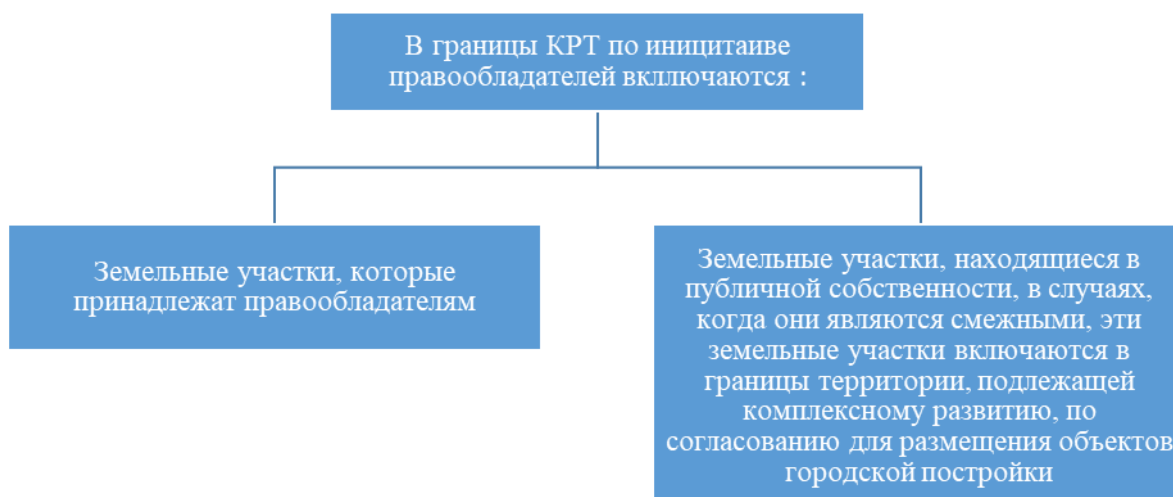 В границы КРТ по иницитаиве
правообладателей вкллючаются :
Земельные участки, которые
принадлежат правообладателям
Земельные участки, находящиеся в
публичной собственности, в случаях,
когда они являются смежными, эти
земельные участки включаются в
границы территории, подлежащей
комплексному развитию, по
согласованию для размещения объектов
городской постройки